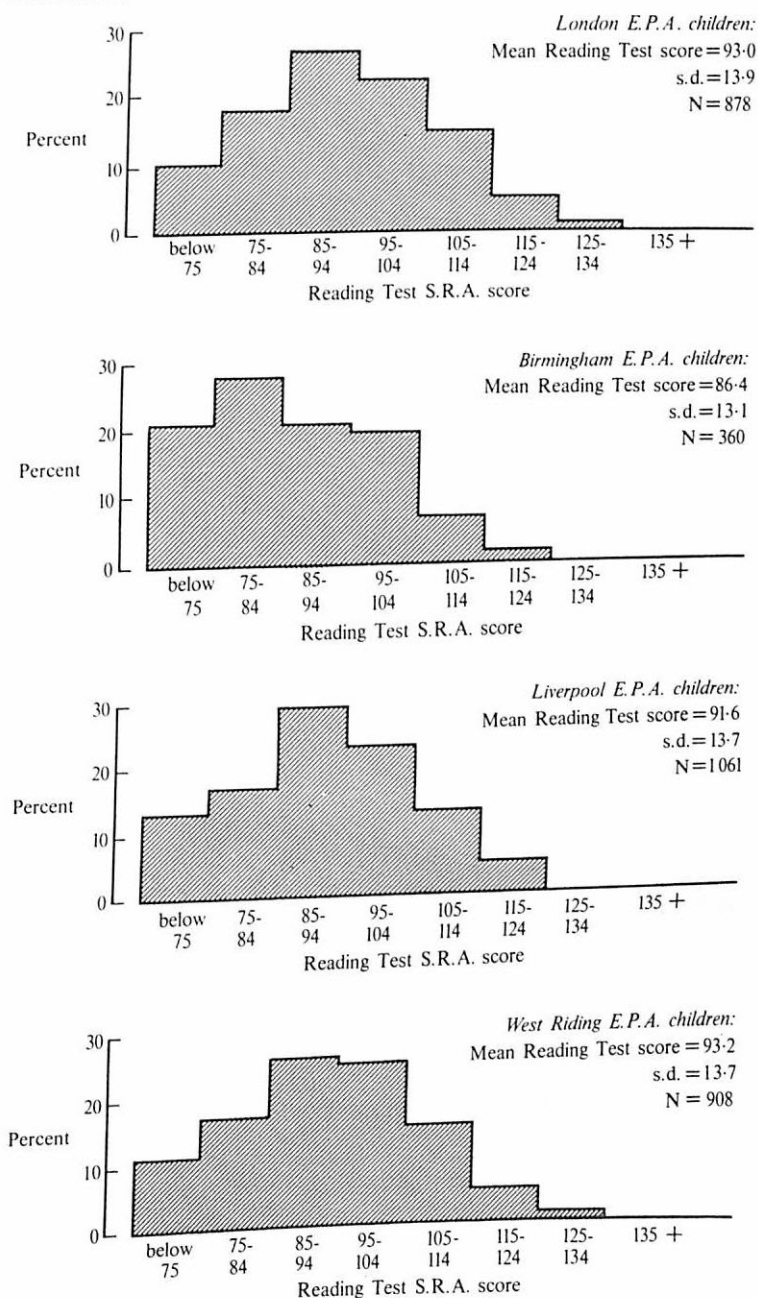 London E.P.A. children:
Mean Reading Test score=93·0
s.d.=13·9
N=878
30
20
Percent
10
0
below 75- 85- 95- 105- 115- 125- 135+
75 84 94 104 114 124 134
Reading Test S.R.A. score
Birmingham E.P.A. children:
Mean Reading Test score=86·4
s.d.=13·1
N=360
30
20
Percent
10
0
below 75- 85- 95- 105- 115- 125- 135+
75 84 94 104 114 124 134
Reading Test S.R.A. score
Liverpool E.P.A. children:
Mean Reading Test score=91·6
s.d.=13·7
N=1061
30
20
Percent
10
0
below 75- 85- 95- 105- 115- 125- 135+
75 84 94 104 114 124 134
Reading Test S.R.A. score
West Riding E.P.A. children:
Mean Reading Test score=93·2
s.d.=13·7
N=908
30
20
Percent
10
0
below 75- 85- 95- 105- 115- 125- 135+
75 84 94 104 114 124 134
Reading Test S.R.A. score